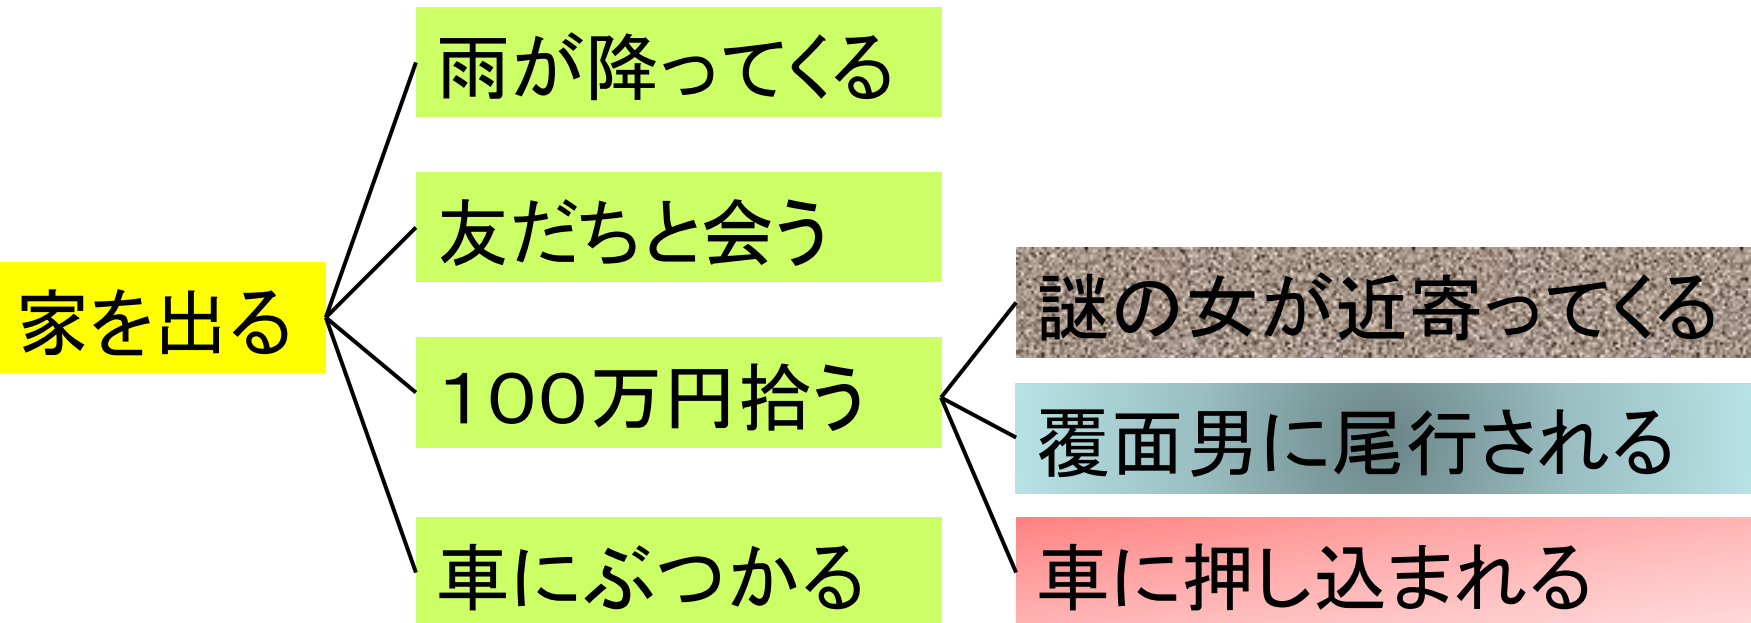 家を出る
雨が降ってくる
友だちと会う
１００万円拾う
車にぶつかる
謎の女が近寄ってくる
覆面男に尾行される
車に押し込まれる